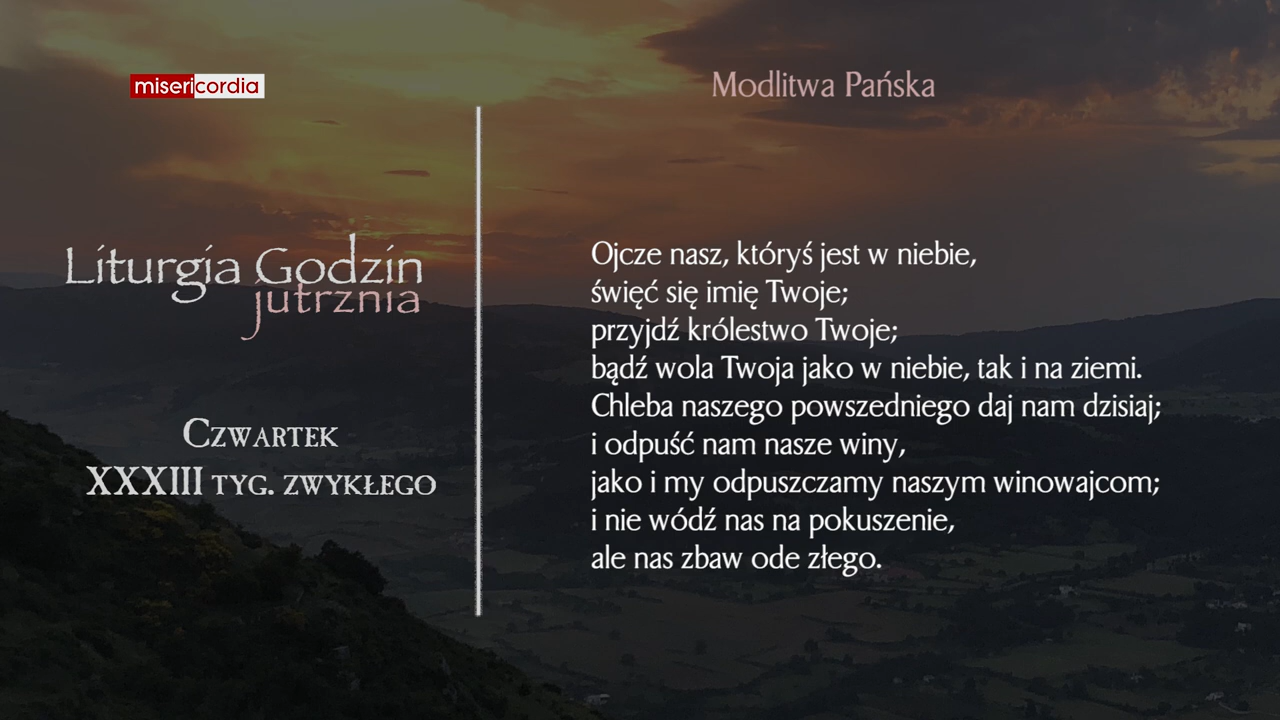 misericordia
Liturgia Godzin
jutrznia
Czwartek
XXXIII tyg. zwykłego
Modlitwa Pańska
Ojcze nasz, któryś jest w niebie,
święć się imię Twoje;
przyjdź królestwo Twoje;
bądź wola Twoja jako w niebie, tak i na ziemi.
Chleba naszego powszedniego daj nam dzisiaj;
i odpuść nam nasze winy,
jako i my odpuszczamy naszym winowajcom;
i nie wódź nas na pokuszenie,
ale nas zbaw ode złego.